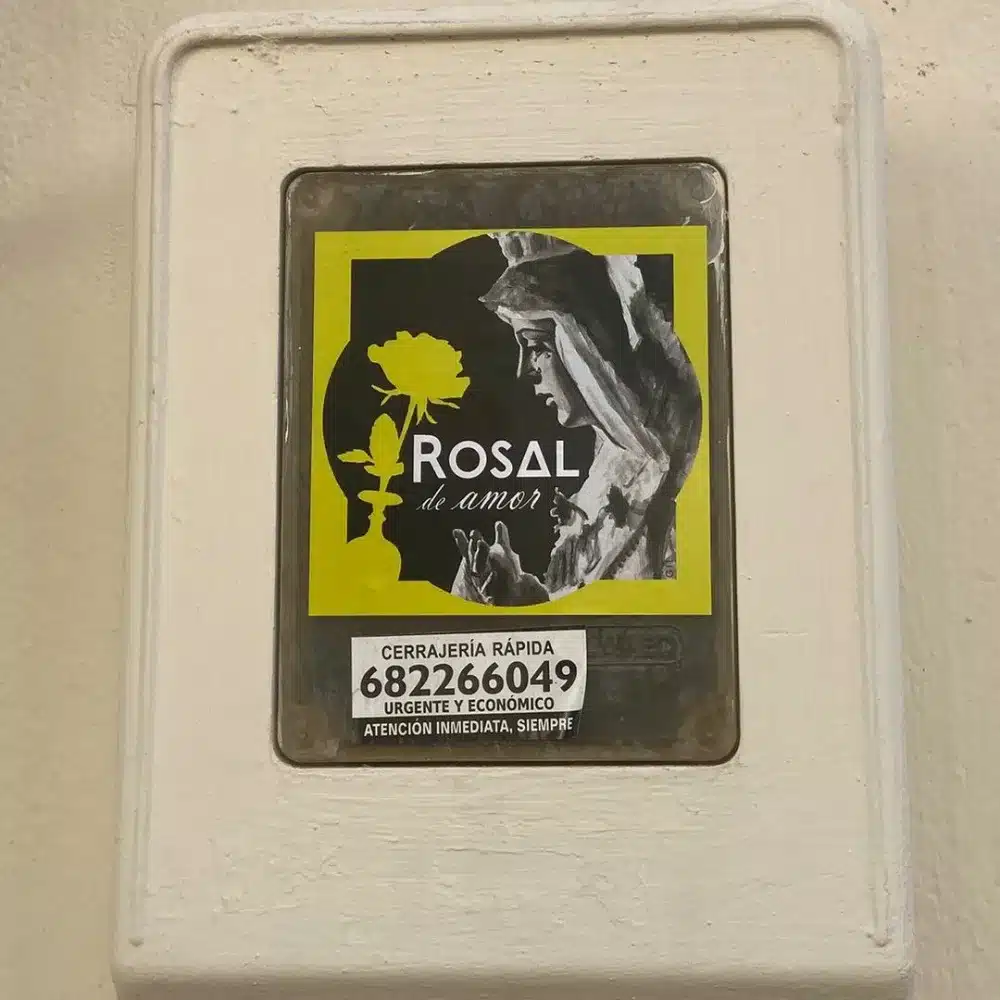 ROSAL
de amor
CERRAJERÍA RÁPIDA
682266049
URGENTE Y ECONÓMICO
ATENCIÓN INMEDIATA, SIEMPRE